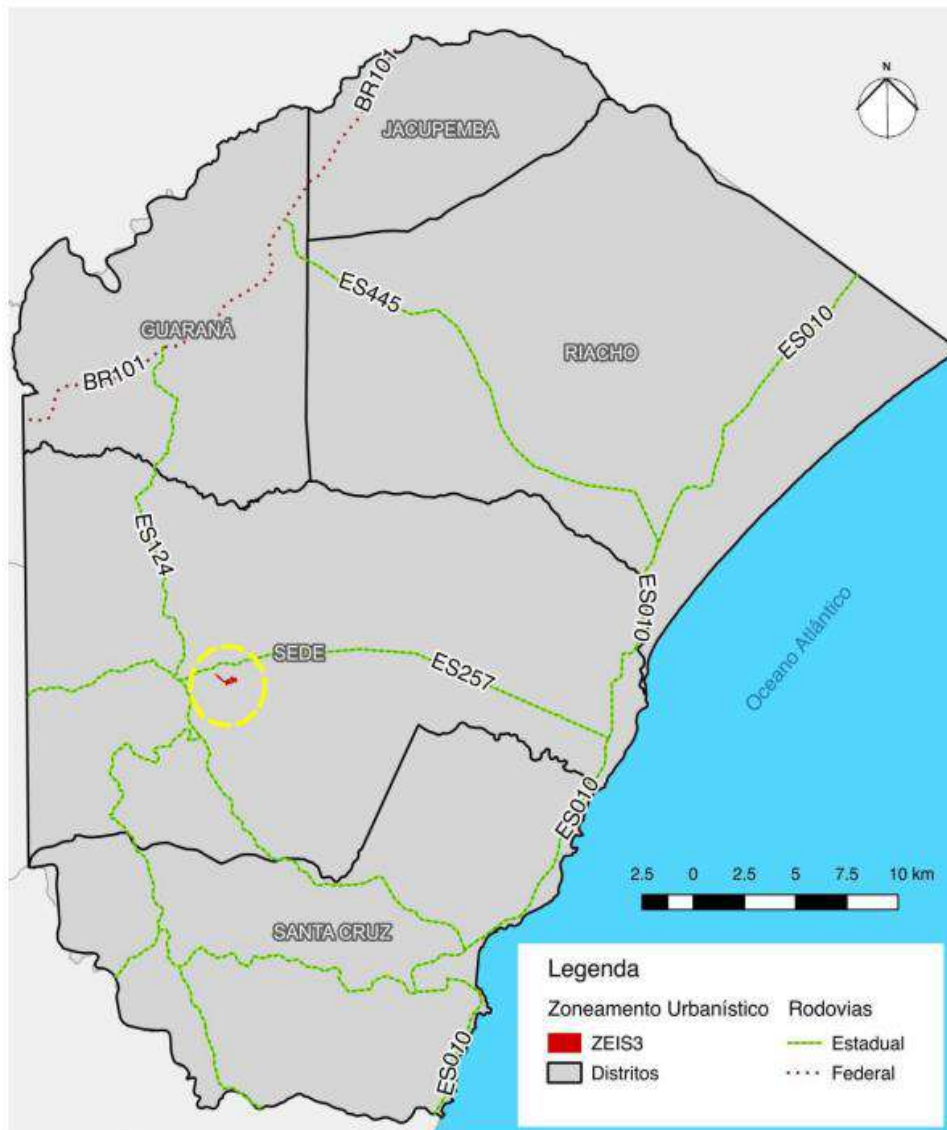 N
BR101
JACUPEMBA
ES445
ES010
GUARANÁ
RIACHO
BR101
ES124
ES010
SEDE
ES257
Oceano Atlântico
ES010
2.5 0 2.5 5 7.5 10 km
SANTA CRUZ
ES010
Legenda
Zoneamento Urbanístico Rodovias
ZEIS3 Estadual
Distritos Federal